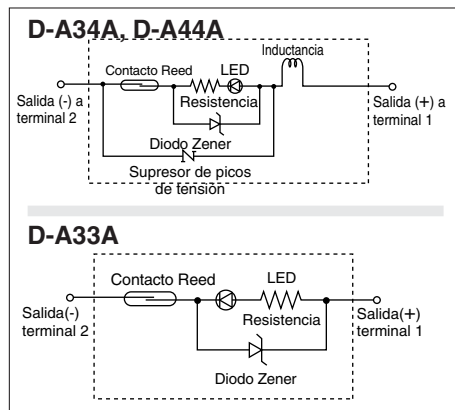 D-A34A, D-A44A
Inductancia
Contacto Reed
LED
Salida (-) a
terminal 2
Resistencia
Salida (+) a
terminal 1
Diodo Zener
Supresor de picos
de tensión
D-A33A
Contacto Reed
LED
Salida(-)
terminal 2
Resistencia
Salida(+)
terminal 1
Diodo Zener